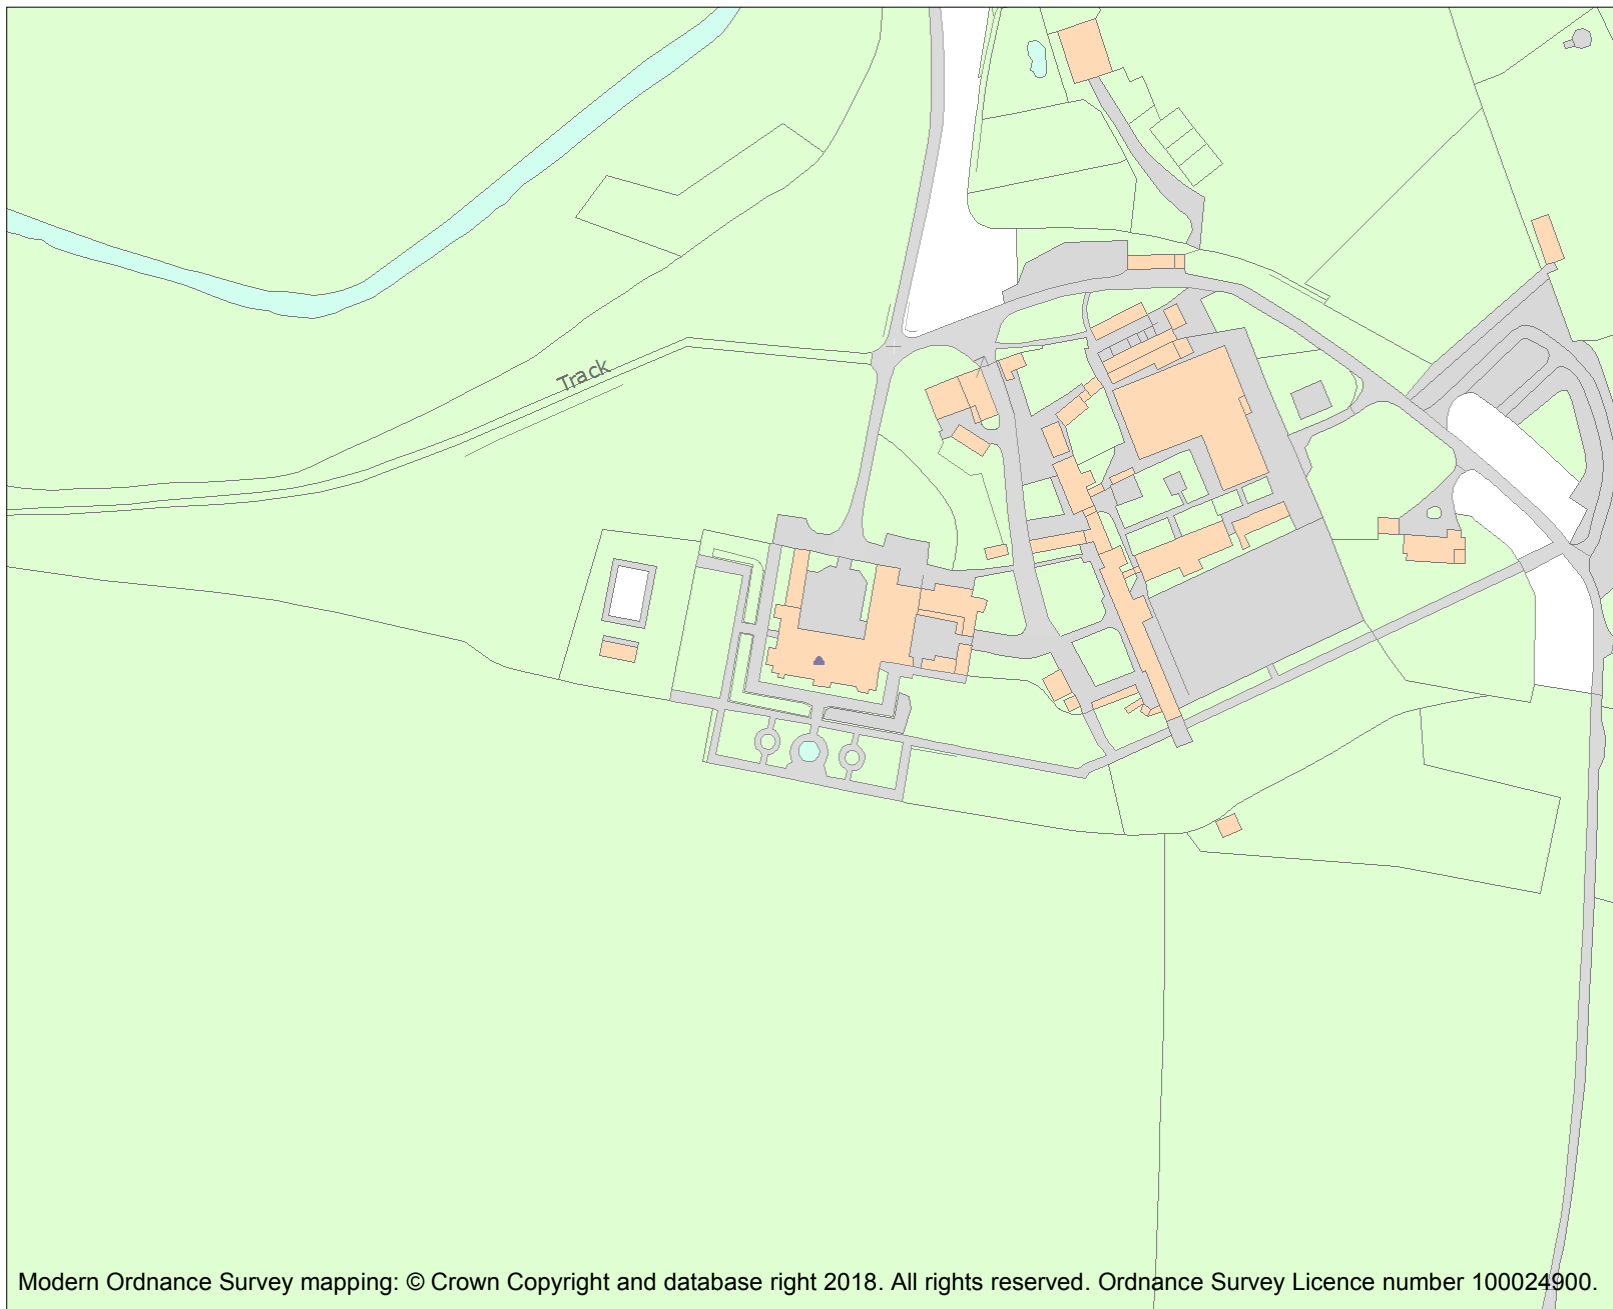 Track
Modern Ordnance Survey mapping: © Crown Copyright and database right 2018. All rights reserved. Ordnance Survey Licence number 100024900.